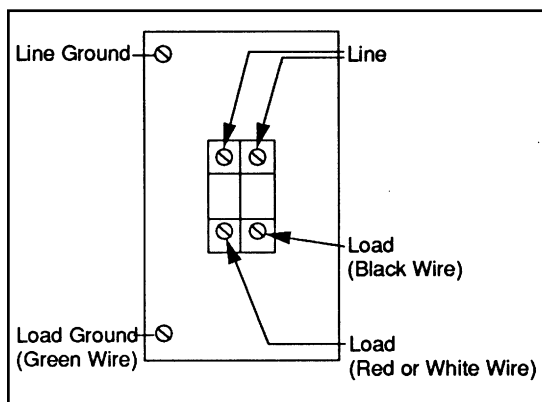 Line Ground
Line
Load
(Black Wire)
Load Ground
(Green Wire)
Load
(Red or White Wire)